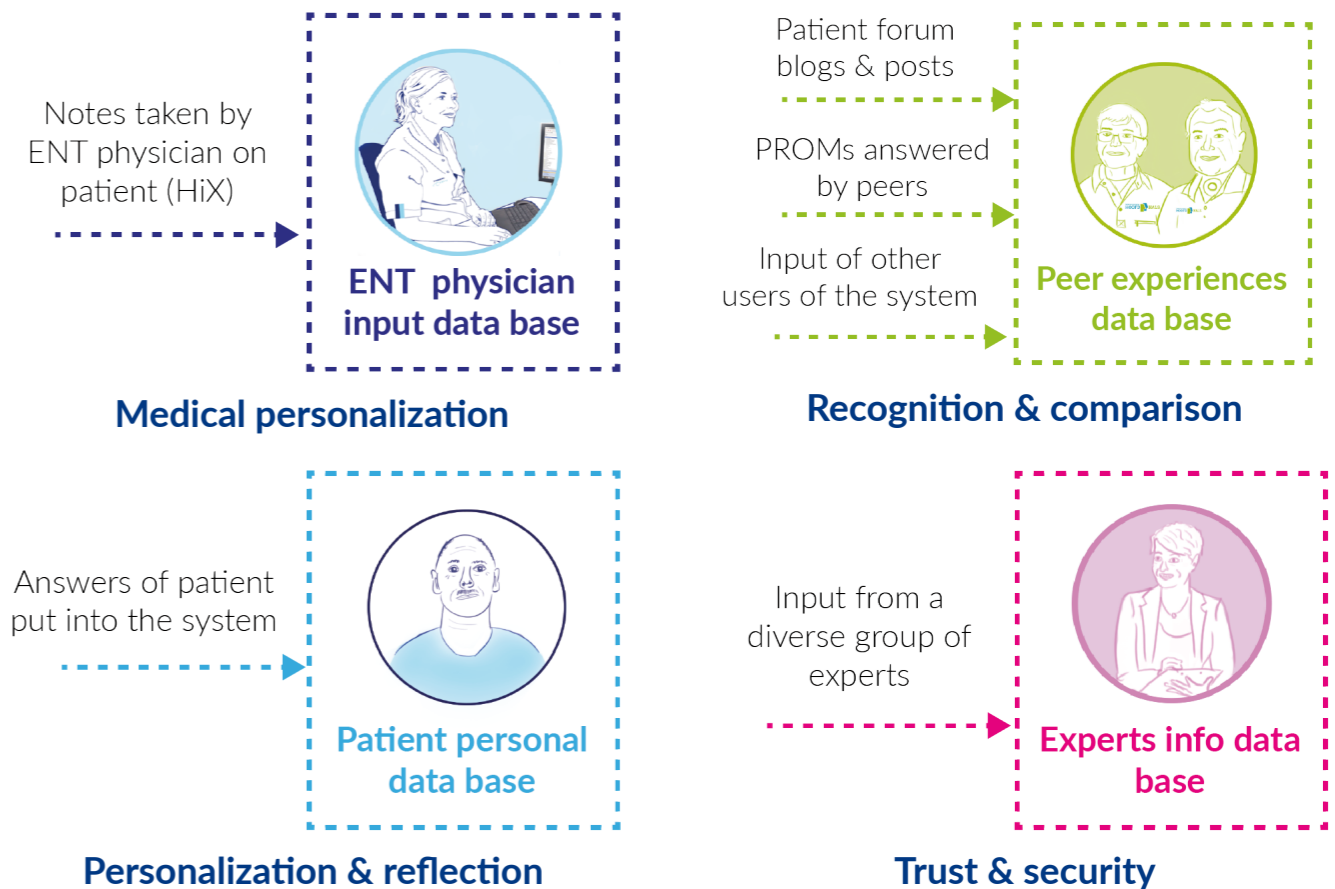 Notes taken by
ENT physician on
patient (HiX)
ENT physician
input data base
Medical personalization
Patient forum
blogs & posts
PROMs answered
by peers
Input of other
users of the system
Peer experiences
data base
Recognition & comparison
Answers of patient
put into the system
Patient personal
data base
Personalization & reflection
Input from a
diverse group of
experts
Experts info data
base
Trust & security